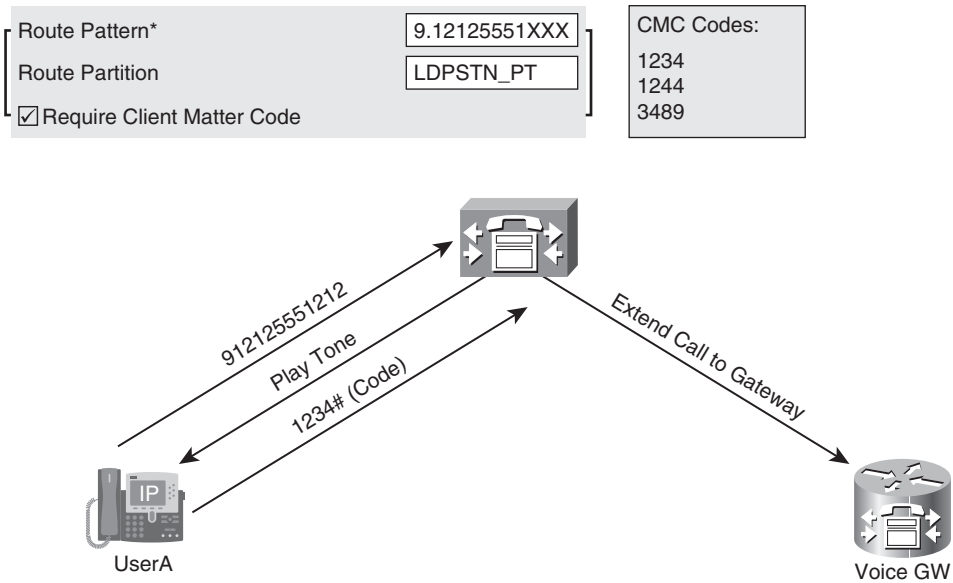 Route Pattern* 9.12125551XXX
Route Partition LDPSTN_PT
Require Client Matter Code
CMC Codes:
1234
1244
3489
912125551212
Play Tone
1234# (Code)
Extend Call to Gateway
IP
UserA
Voice GW